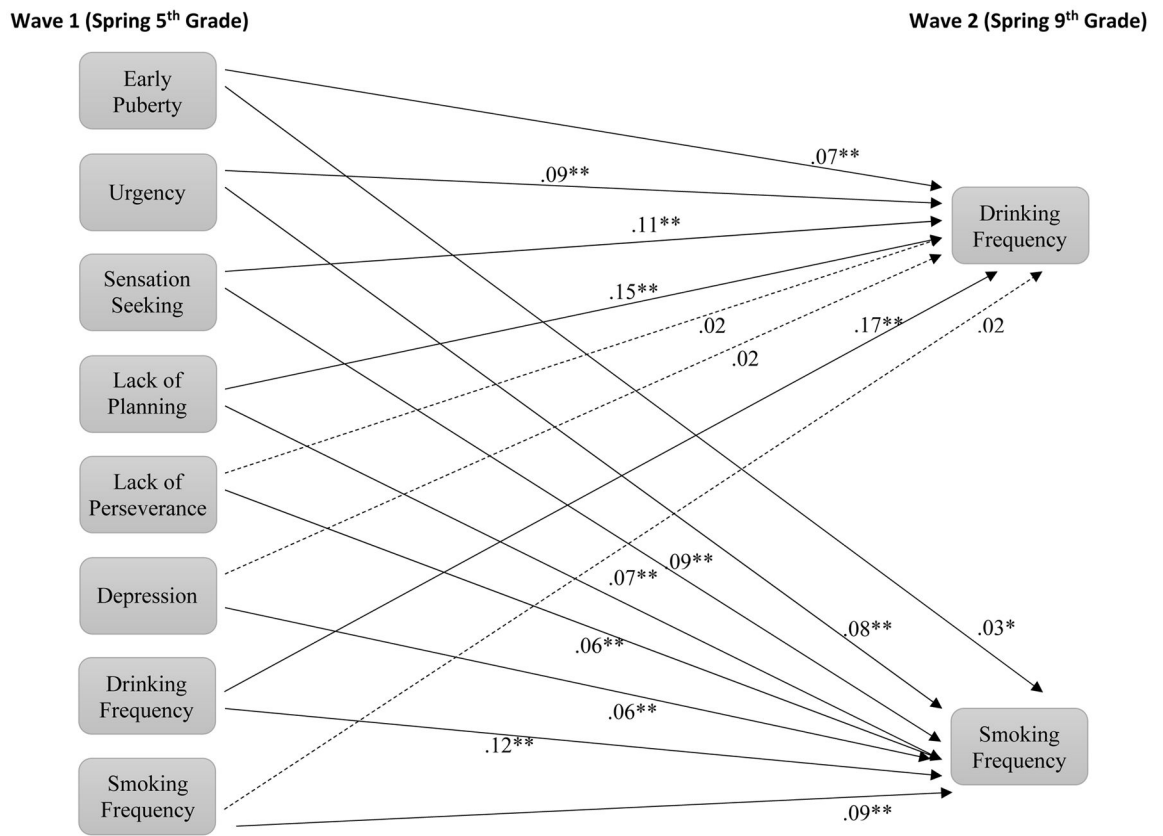 Wave 1 (Spring 5th Grade)
Wave 2 (Spring 9th Grade)
Early
Puberty
Urgency
Sensation
Seeking
Lack of
Planning
Lack of
Perseverance
Depression
Drinking
Frequency
Smoking
Frequency
.07**
.09**
.11**
.15**
.02
.17**
.02
.02
.09**
.07**
.08**
.03*
.06**
.06**
.12**
.09**
Drinking
Frequency
Smoking
Frequency